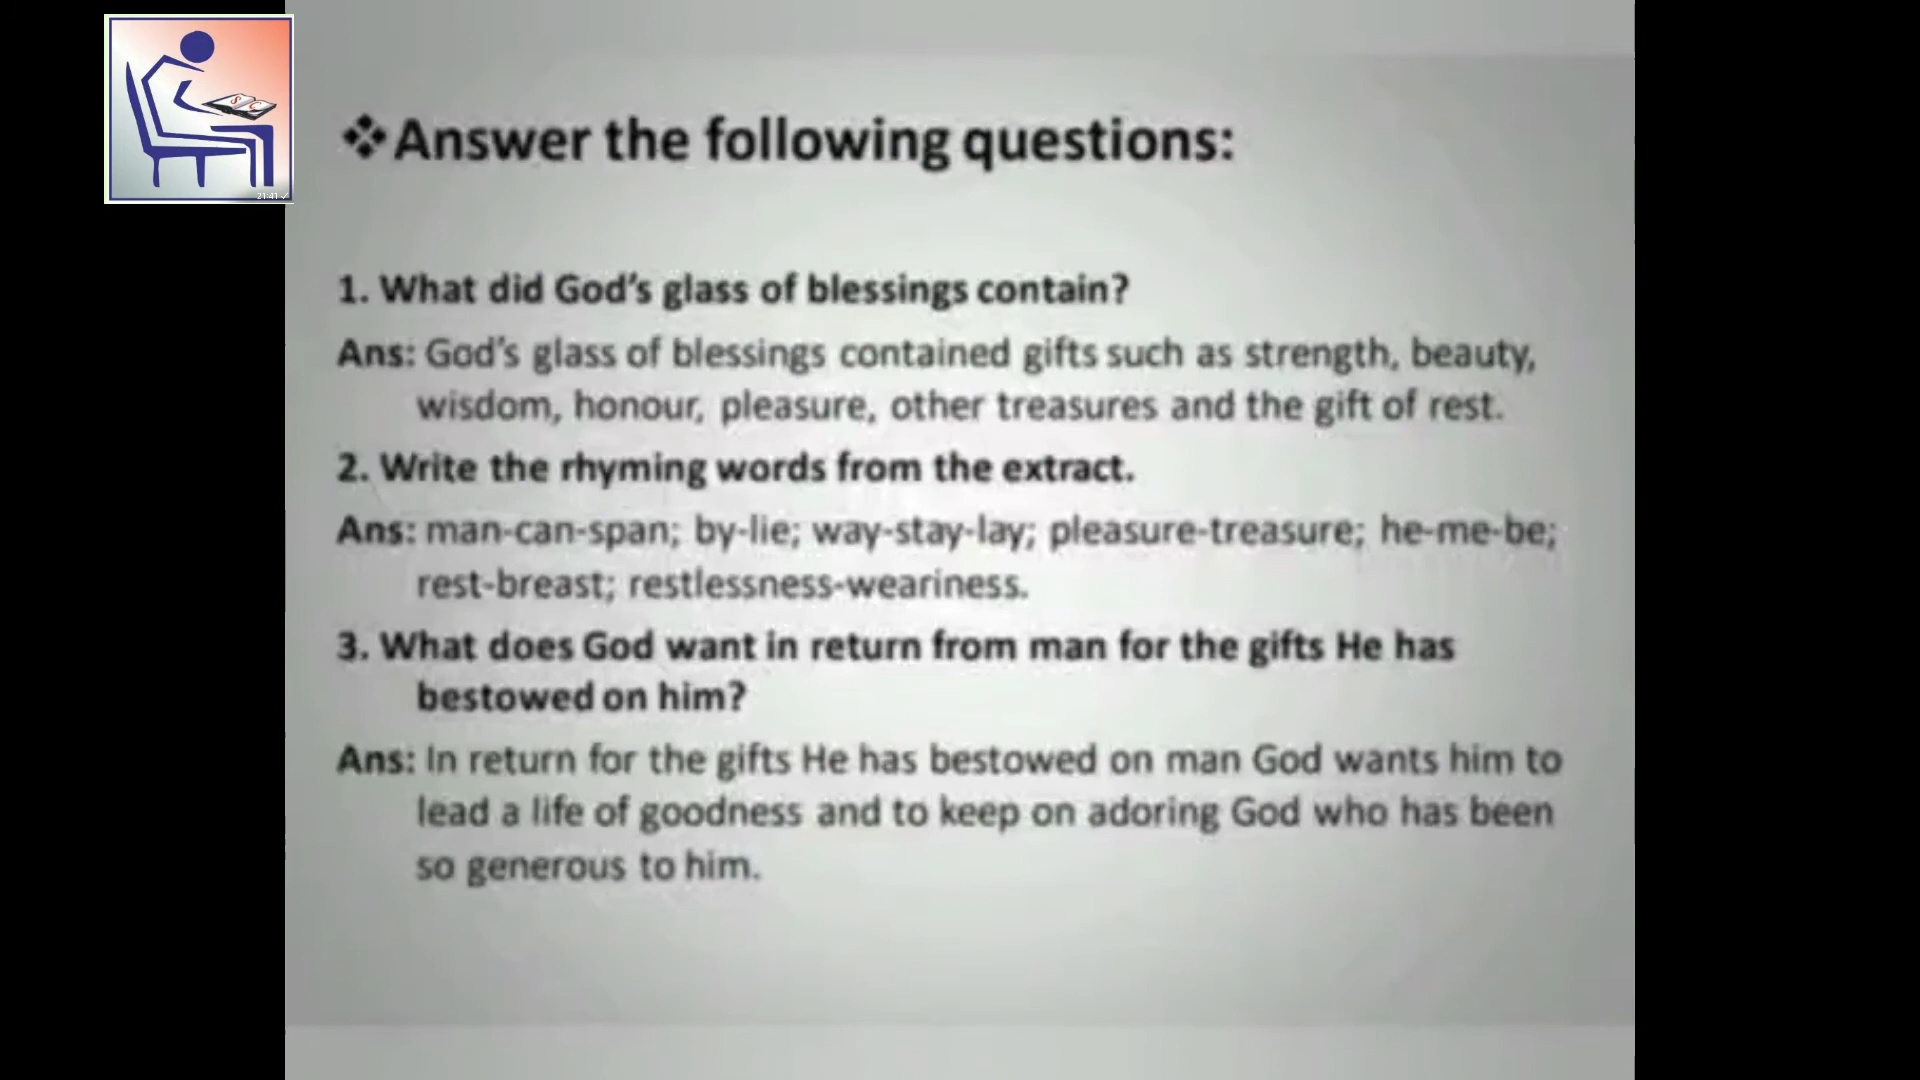 ❖Answer the following questions:
1. What did God's glass of blessings contain?
Ans: God's glass of blessings contained gifts such as strength, beauty,
wisdom, honour, pleasure, other treasures and the gift of rest.
2. Write the rhyming words from the extract.
Ans: man-can-span; by-lie; way-stay-lay; pleasure-treasure; he-me-be;
rest-breast; restlessness-weariness.
3. What does God want in return from man for the gifts He has
bestowed on him?
Ans: In return for the gifts He has bestowed on man God wants him to
lead a life of goodness and to keep on adoring God who has been
so generous to him.
S C
21:41 ✓